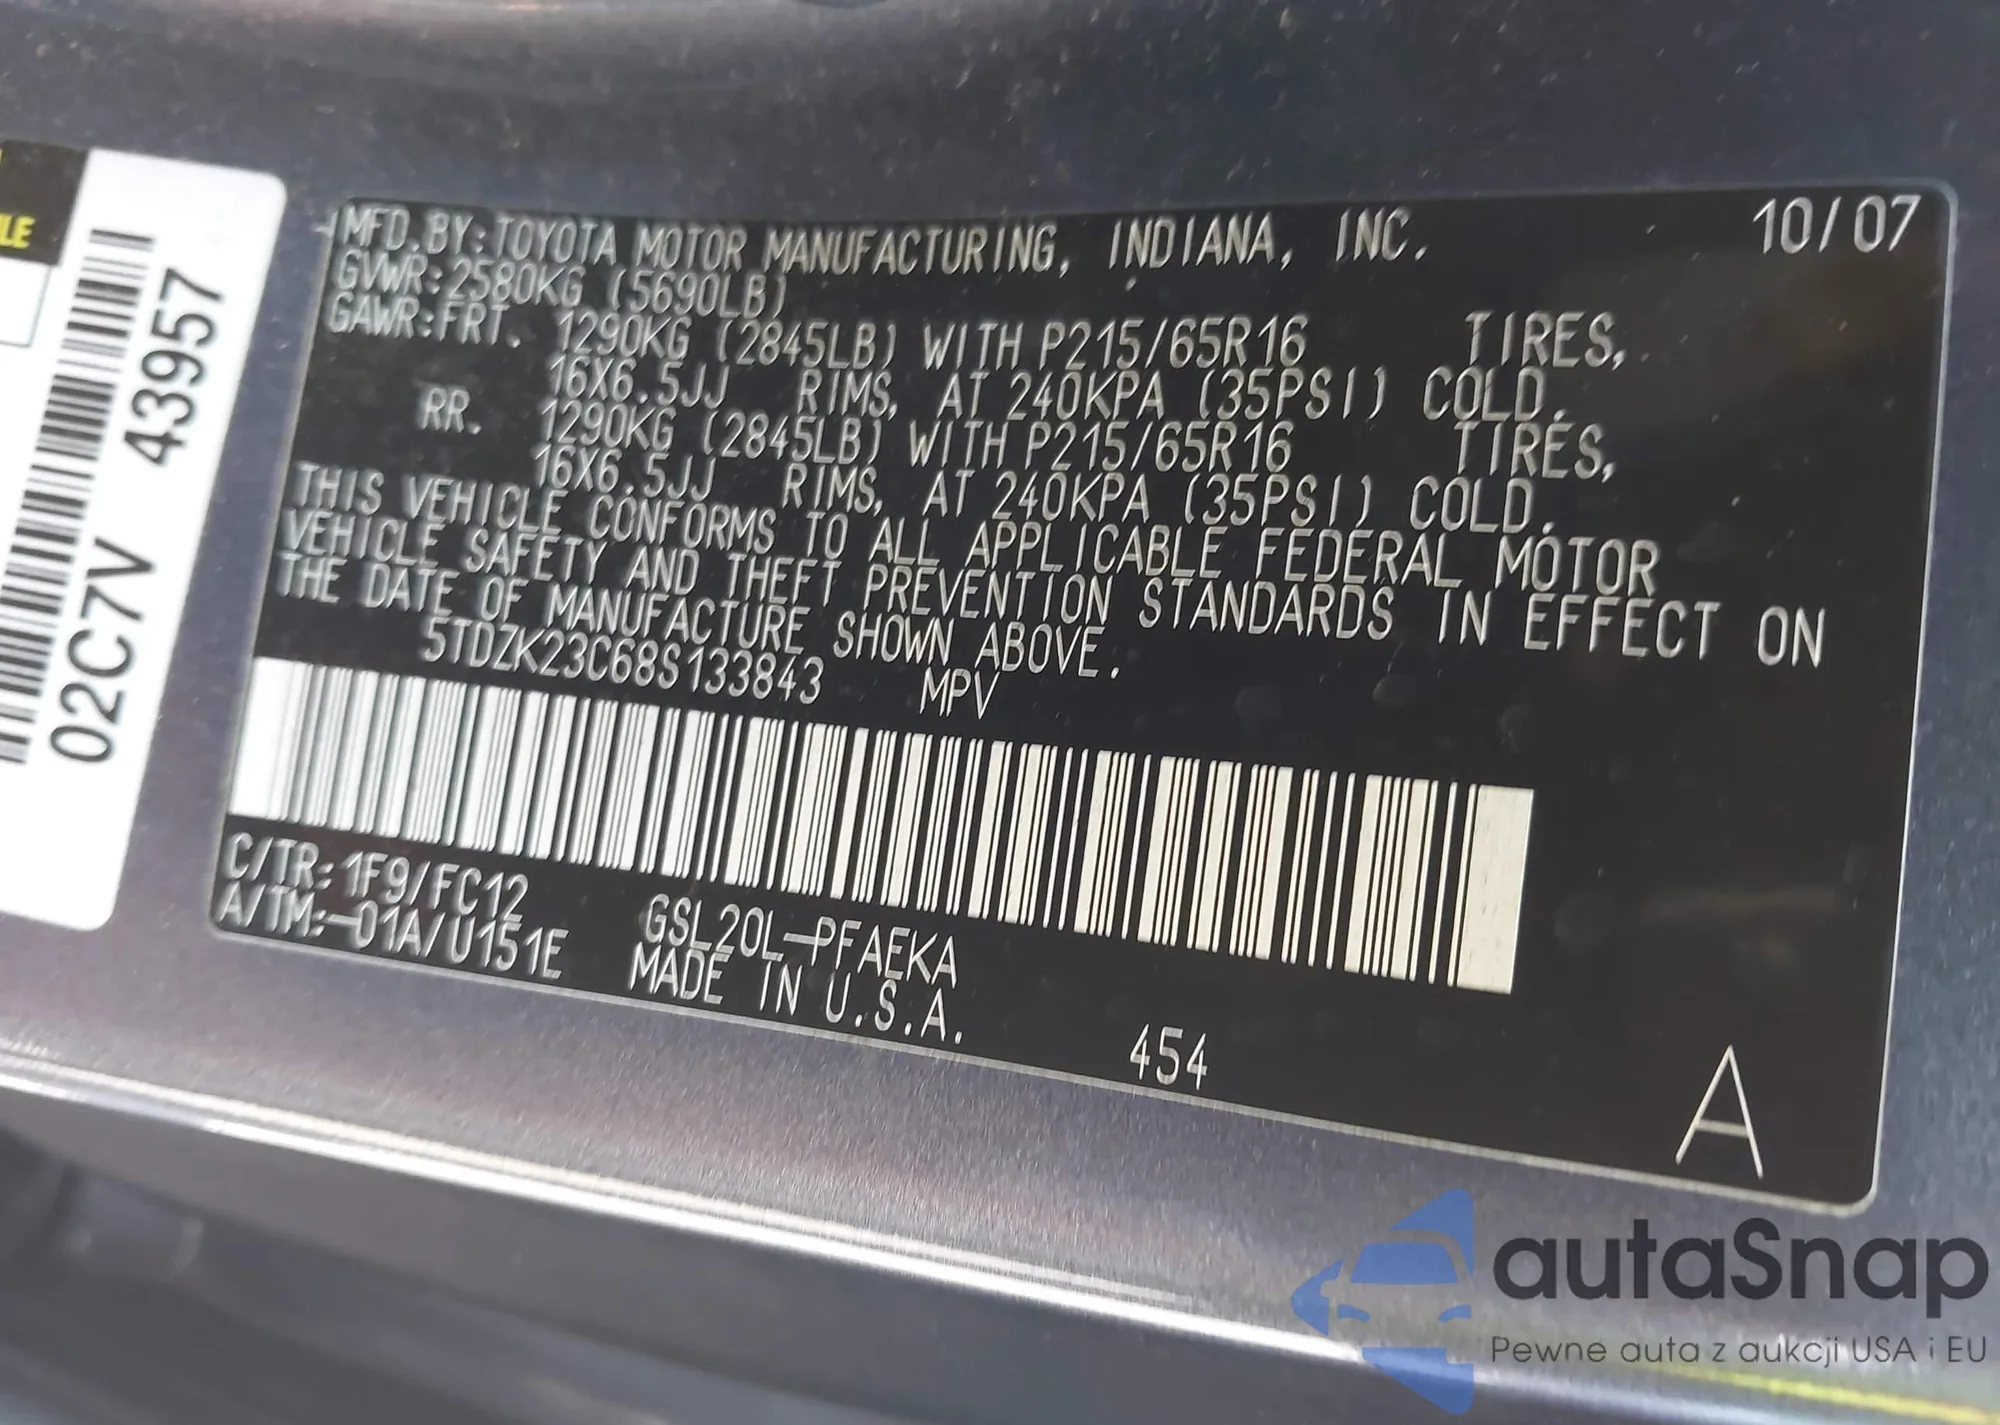 MFD.BY:TOYOTA MOTOR MANUFACTURING, INDIANA, INC. 10/07
GVWR:2580KG (5690LB)
GAWR:FRT. 1290KG (2845LB) WITH P215/65R16 TIRES,
16X6.5JJ RIMS, AT 240KPA (35PSI) COLD.
RR. 1290KG (2845LB) WITH P215/65R16 TIRES,
16X6.5JJ RIMS, AT 240KPA (35PSI) COLD.
THIS VEHICLE CONFORMS TO ALL APPLICABLE FEDERAL MOTOR
VEHICLE SAFETY AND THEFT PREVENTION STANDARDS IN EFFECT ON
THE DATE OF MANUFACTURE SHOWN ABOVE.
5TDZK23C68S133843 MPV
C/TR:1F9/FC12 GSL20L-PFAEKA
A/TM:-01A/U151E MADE IN U.S.A.
454
A
02C7V 43957
autaSnap
Pewne auta z aukcji USA i EU